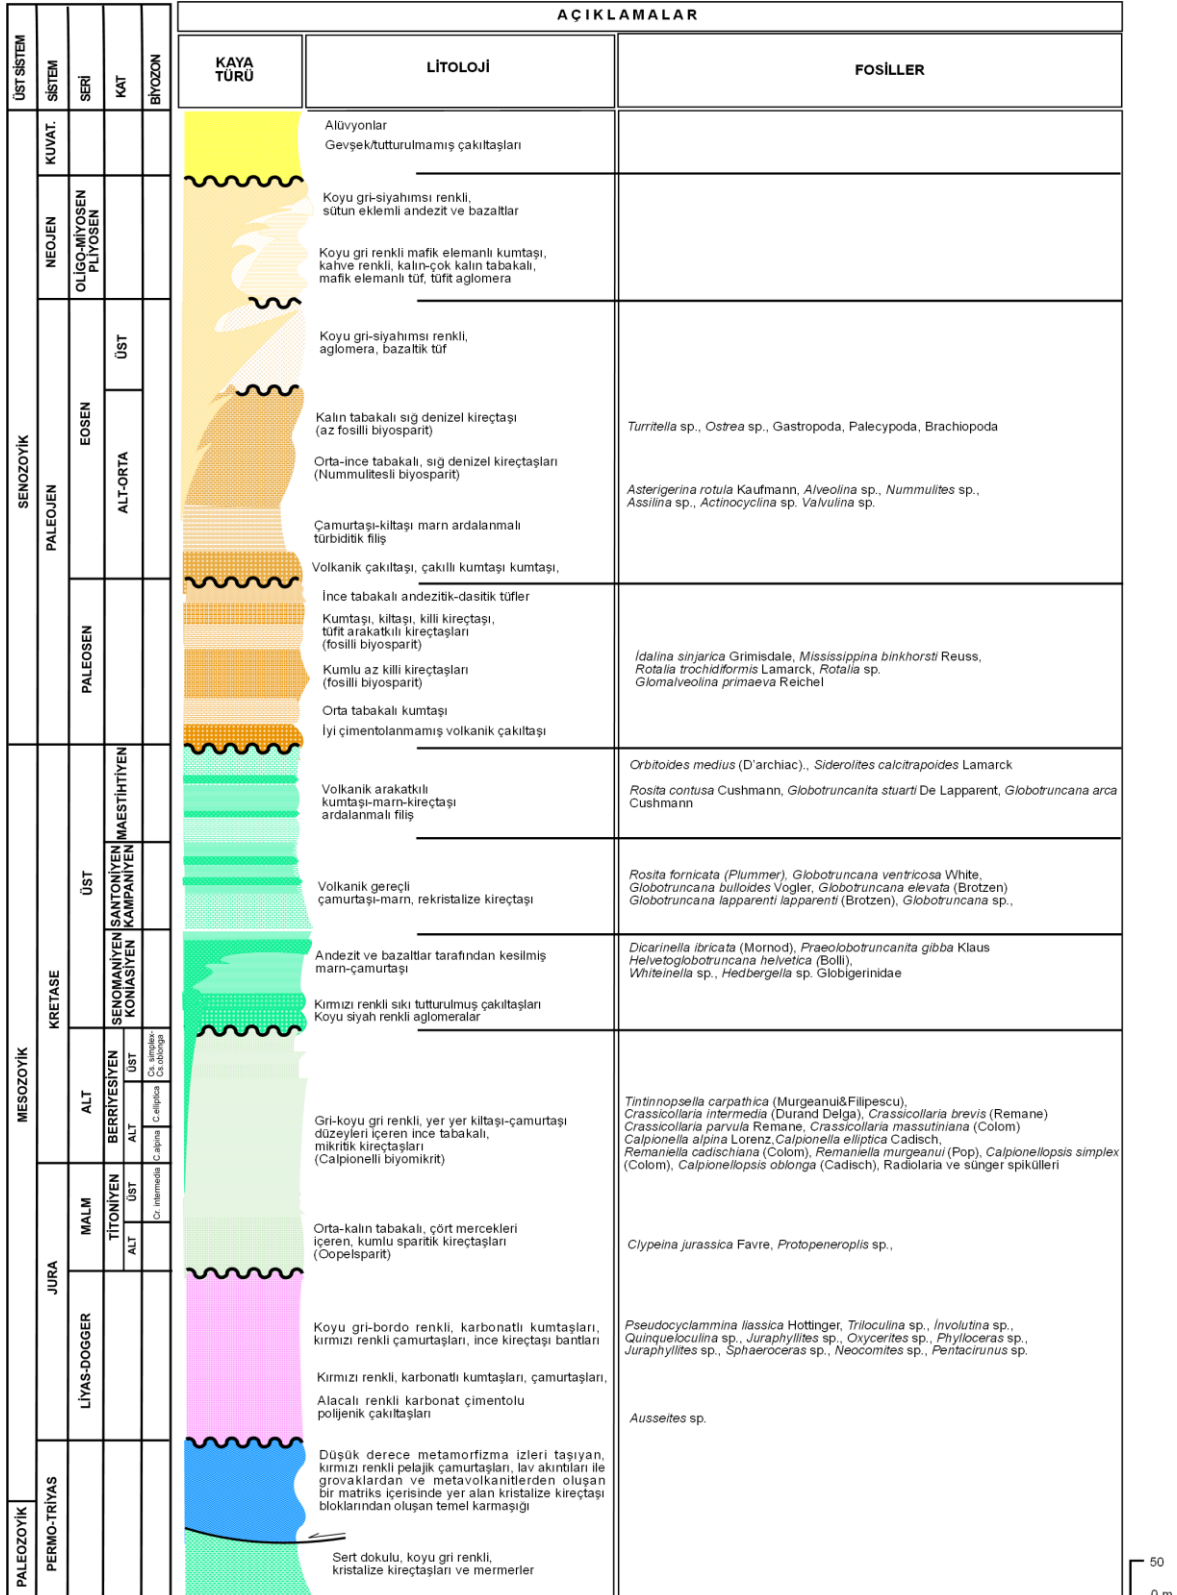 AÇIKLAMALAR
ÜST SİSTEM
SİSTEM
SERİ
KAT
BİYOZON
KAYA
TÜRÜ
LİTOLOJİ
FOSİLLER
SENOZOYİK
MESOZOYİK
PALEOZOYİK
KUVAT.
NEOJEN
PALEOJEN
KRETASE
JURA
PERMO-TRİYAS
OLİGO-MİYOSEN
PLİYOSEN
EOSEN
PALEOSEN
ÜST
ALT
MALM
LİYAS-DOGGER
ÜST
ALT-ORTA
MAESTİHTİYEN
SANTONİYEN
KAMPANİYEN
SENOMANİYEN
KONİASİYEN
BERRİYESİYEN
ÜST
ALT
TİTONİYEN
ÜST
ALT
Cs. simplex-
Cs.oblonga
C.elliptica
C.alpina
Cr. intermedia
Alüvyonlar
Gevşek/tutturulmamış çakıltaşları
Koyu gri-siyahımsı renkli,
sütun eklemli andezit ve bazaltlar
Koyu gri renkli mafik elemanlı kumtaşı,
kahve renkli, kalın-çok kalın tabakalı,
mafik elemanlı tüf, tüfit aglomera
Koyu gri-siyahımsı renkli,
aglomera, bazaltik tüf
Kalın tabakalı sığ denizel kireçtaşı
(az fosilli biyosparit)
Turritella sp., Ostrea sp., Gastropoda, Palecypoda, Brachiopoda
Orta-ince tabakalı, sığ denizel kireçtaşları
(Nummulitesli biyosparit)
Asterigerina rotula Kaufmann, Alveolina sp., Nummulites sp.,
Assilina sp., Actinocyclina sp. Valvulina sp.
Çamurtaşı-kiltaşı marn ardalanmalı
türbiditik filiş
Volkanik çakıltaşı, çakıllı kumtaşı kumtaşı,
İnce tabakalı andezitik-dasitik tüfler
Kumtaşı, kiltaşı, killi kireçtaşı,
tüfit arakatkılı kireçtaşları
(fosilli biyosparit)
Kumlu az killi kireçtaşları
(fosilli biyosparit)
İdalina sinjarica Grimisdale, Mississippina binkhorsti Reuss,
Rotalia trochidiformis Lamarck, Rotalia sp.
Glomalveolina primaeva Reichel
Orta tabakalı kumtaşı
İyi çimentolanmamış volkanik çakıltaşı
Volkanik arakatkılı
kumtaşı-marn-kireçtaşı
ardalanmalı filiş
Orbitoides medius (D'archiac)., Siderolites calcitrapoides Lamarck
Rosita contusa Cushmann, Globotruncanita stuarti De Lapparent, Globotruncana arca
Cushmann
Volkanik gereçli
çamurtaşı-marn, rekristalize kireçtaşı
Rosita fornicata (Plummer), Globotruncana ventricosa White,
Globotruncana bulloides Vogler, Globotruncana elevata (Brotzen)
Globotruncana lapparenti lapparenti (Brotzen), Globotruncana sp.,
Andezit ve bazaltlar tarafından kesilmiş
marn-çamurtaşı
Dicarinella ibricata (Mornod), Praeolobotruncanita gibba Klaus
Helvetoglobotruncana helvetica (Bolli),
Whiteinella sp., Hedbergella sp. Globigerinidae
Kırmızı renkli sıkı tutturulmuş çakıltaşları
Koyu siyah renkli aglomeralar
Gri-koyu gri renkli, yer yer kiltaşı-çamurtaşı
düzeyleri içeren ince tabakalı,
mikritik kireçtaşları
(Calpionelli biyomikrit)
Tintinnopsella carpathica (Murgeanui&Filipescu),
Crassicollaria intermedia (Durand Delga), Crassicollaria brevis (Remane)
Crassicollaria parvula Remane, Crassicollaria massutiniana (Colom)
Calpionella alpina Lorenz,Calpionella elliptica Cadisch,
Remaniella cadischiana (Colom), Remaniella murgeanui (Pop), Calpionellopsis simplex
(Colom), Calpionellopsis oblonga (Cadisch), Radiolaria ve sünger spikülleri
Orta-kalın tabakalı, çört mercekleri
içeren, kumlu sparitik kireçtaşları
(Oopelsparit)
Clypeina jurassica Favre, Protopeneroplis sp.,
Koyu gri-bordo renkli, karbonatlı kumtaşları,
kırmızı renkli çamurtaşları, ince kireçtaşı bantları
Pseudocyclammina liassica Hottinger, Triloculina sp., İnvolutina sp.,
Quinqueloculina sp., Juraphyllites sp., Oxycerites sp., Phylloceras sp.,
Juraphyllites sp., Sphaeroceras sp., Neocomites sp., Pentacirunus sp.
Kırmızı renkli, karbonatlı kumtaşları, çamurtaşları,
Alacalı renkli karbonat çimentolu
polijenik çakıltaşları
Ausseites sp.
Düşük derece metamorfizma izleri taşıyan,
kırmızı renkli pelajik çamurtaşları, lav akıntıları ile
grovaklardan ve metavolkanitlerden oluşan
bir matriks içerisinde yer alan kristalize kireçtaşı
bloklarından oluşan temel karmaşığı
Sert dokulu, koyu gri renkli,
kristalize kireçtaşları ve mermerler
50
0 m